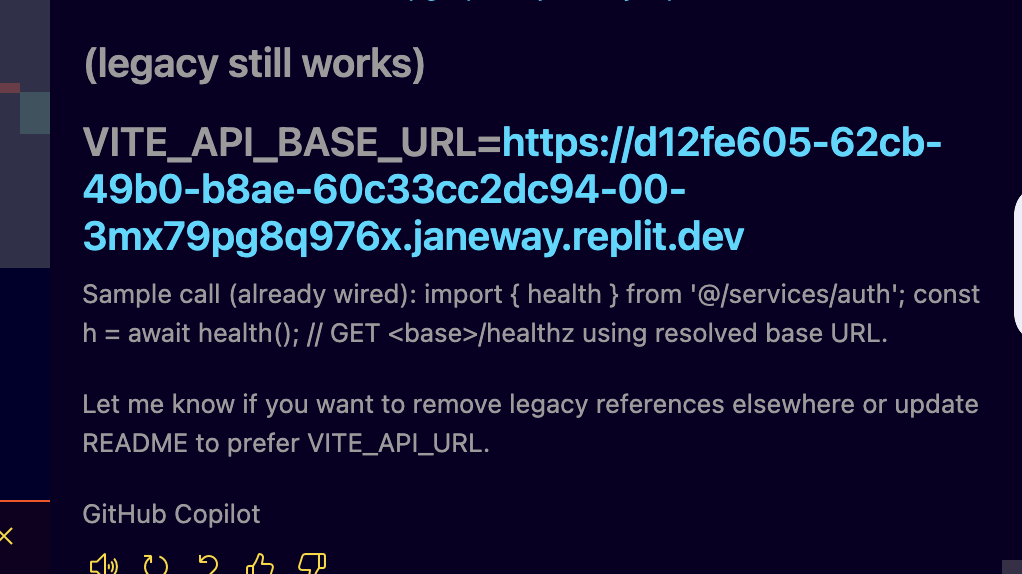 (legacy still works)
VITE_API_BASE_URL=https://d12fe605-62cb-
49b0-b8ae-60c33cc2dc94-00-
3mx79pg8q976x.janeway.replit.dev
Sample call (already wired): import { health } from '@/services/auth'; const
h = await health(); // GET <base>/healthz using resolved base URL.
Let me know if you want to remove legacy references elsewhere or update
README to prefer VITE_API_URL.
GitHub Copilot